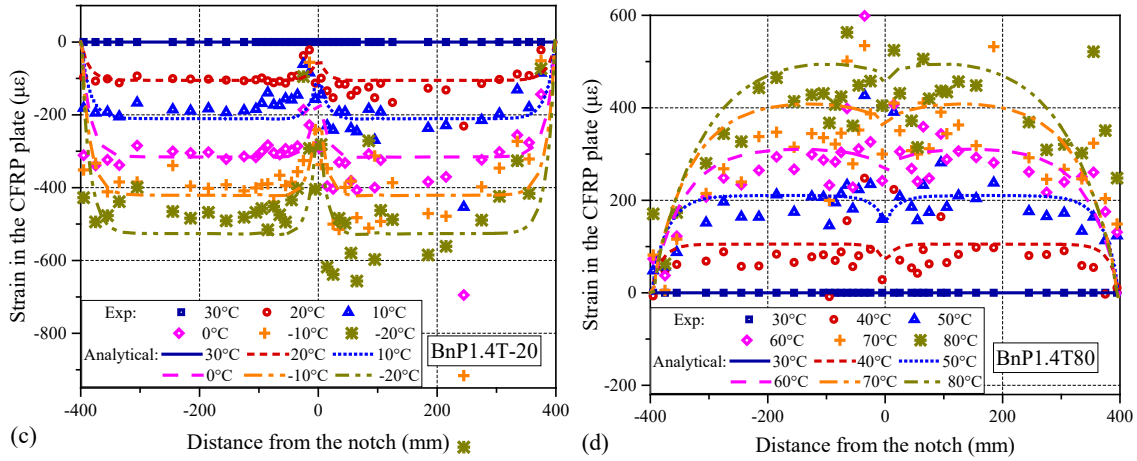 (c)
Strain in the CFRP plate (με)
0
-200
-400
-600
-800
Exp: 30°C 20°C 10°C
0°C -10°C -20°C
Analytical: 30°C 20°C 10°C
0°C -10°C -20°C
BnP1.4T-20
-400 -200 0 200 400
Distance from the notch (mm)
(d)
Strain in the CFRP plate (με)
600
400
200
0
-200
Exp: 30°C 40°C 50°C
60°C 70°C 80°C
Analytical: 30°C 40°C 50°C
60°C 70°C 80°C
BnP1.4T80
-400 -200 0 200 400
Distance from the notch (mm)